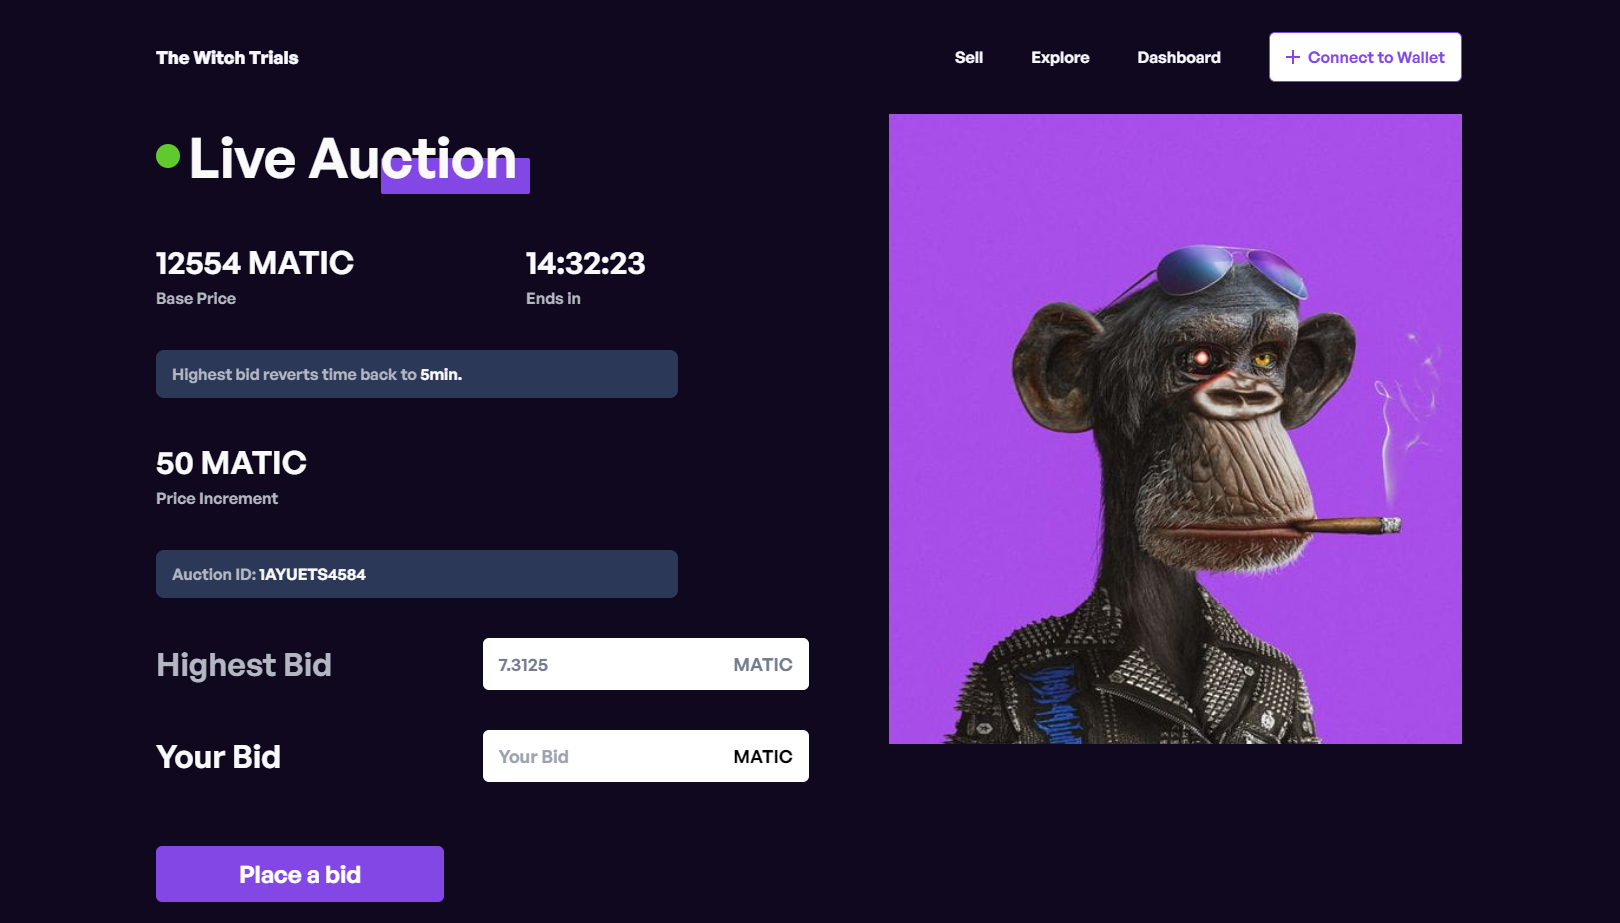 The Witch Trials
Sell
Explore
Dashboard
+ Connect to Wallet
Live Auction
12554 MATIC
Base Price
14:32:23
Ends in
Highest bid reverts time back to 5min.
50 MATIC
Price Increment
Auction ID: 1AYUETS4584
Highest Bid
7.3125 MATIC
Your Bid
Your Bid MATIC
Place a bid